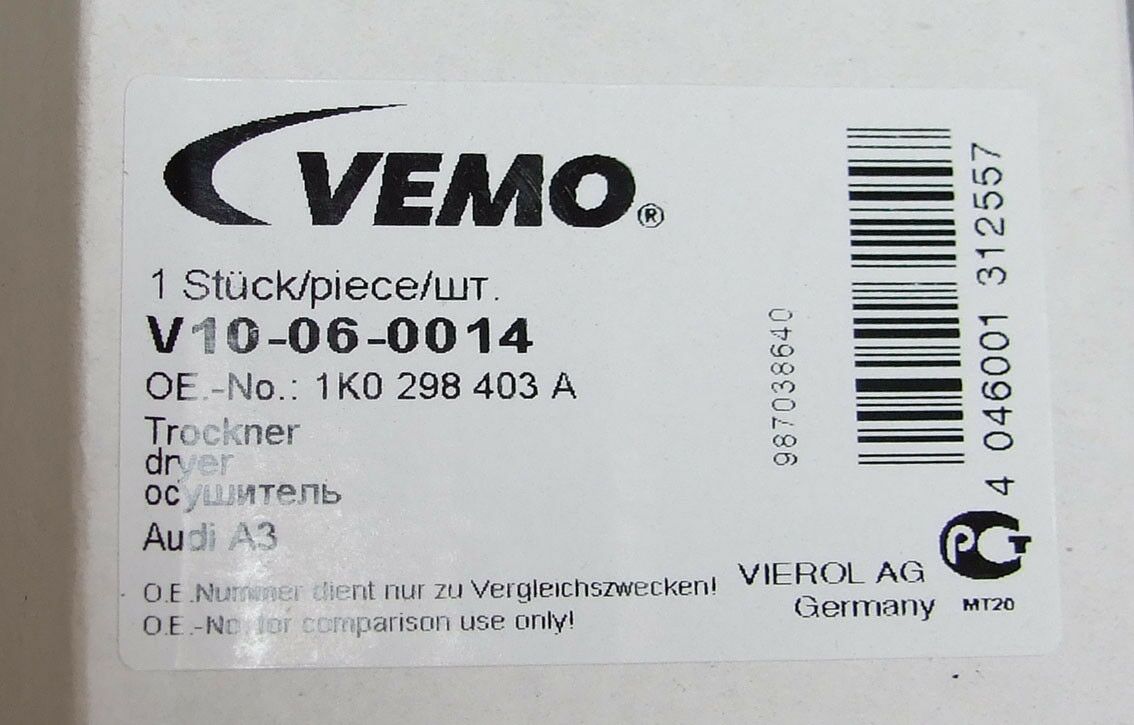 VEMO®
1 Stück/piece/шт.
V10-06-0014
OE.-No.: 1K0 298 403 A
Trockner
dryer
осушитель
Audi A3
O.E.Nummer dient nur zu Vergleichszwecken!
O.E.-No. for comparison use only!
987038640
4 046001 312557
VIEROL AG
Germany
РСТ
MT20